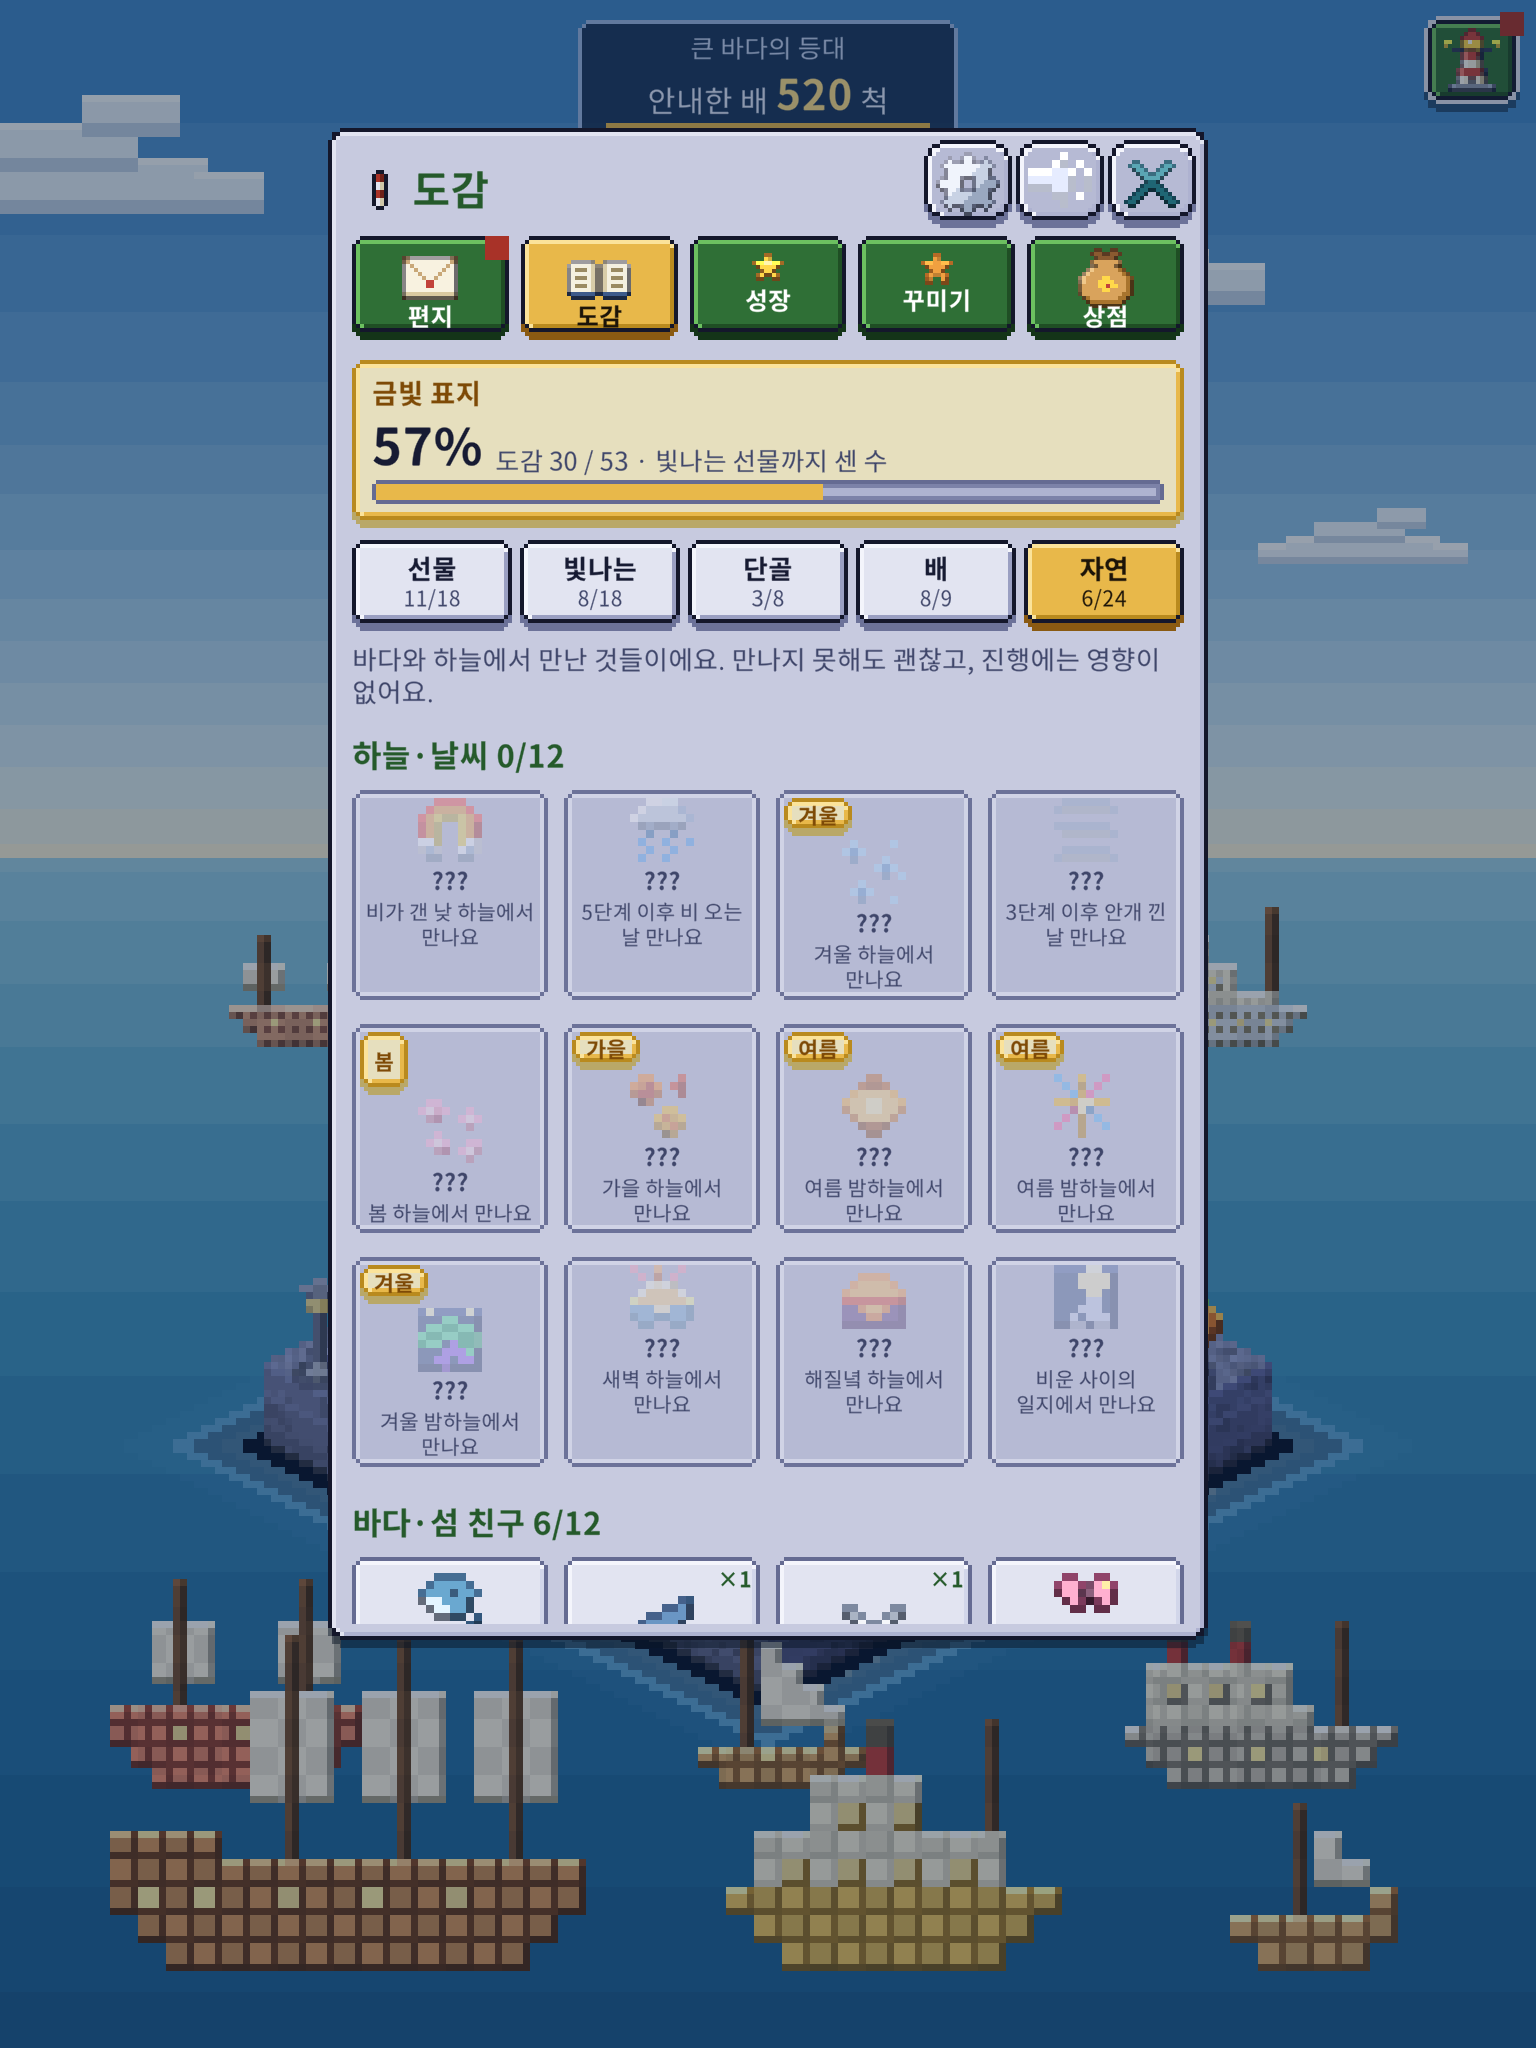 큰 바다의 등대
안내한 배 520 척
도감
편지
도감
성장
꾸미기
상점
금빛 표지
57% 도감 30 / 53 · 빛나는 선물까지 센 수
선물
11/18
빛나는
8/18
단골
3/8
배
8/9
자연
6/24
바다와 하늘에서 만난 것들이에요. 만나지 못해도 괜찮고, 진행에는 영향이
없어요.
하늘·날씨 0/12
???
비가 갠 낮 하늘에서
만나요
???
5단계 이후 비 오는
날 만나요
겨울
???
겨울 하늘에서
만나요
???
3단계 이후 안개 낀
날 만나요
봄
???
봄 하늘에서 만나요
가을
???
가을 하늘에서
만나요
여름
???
여름 밤하늘에서
만나요
여름
???
여름 밤하늘에서
만나요
겨울
???
겨울 밤하늘에서
만나요
???
새벽 하늘에서
만나요
???
해질녘 하늘에서
만나요
???
비운 사이의
일지에서 만나요
바다·섬 친구 6/12
×1
×1